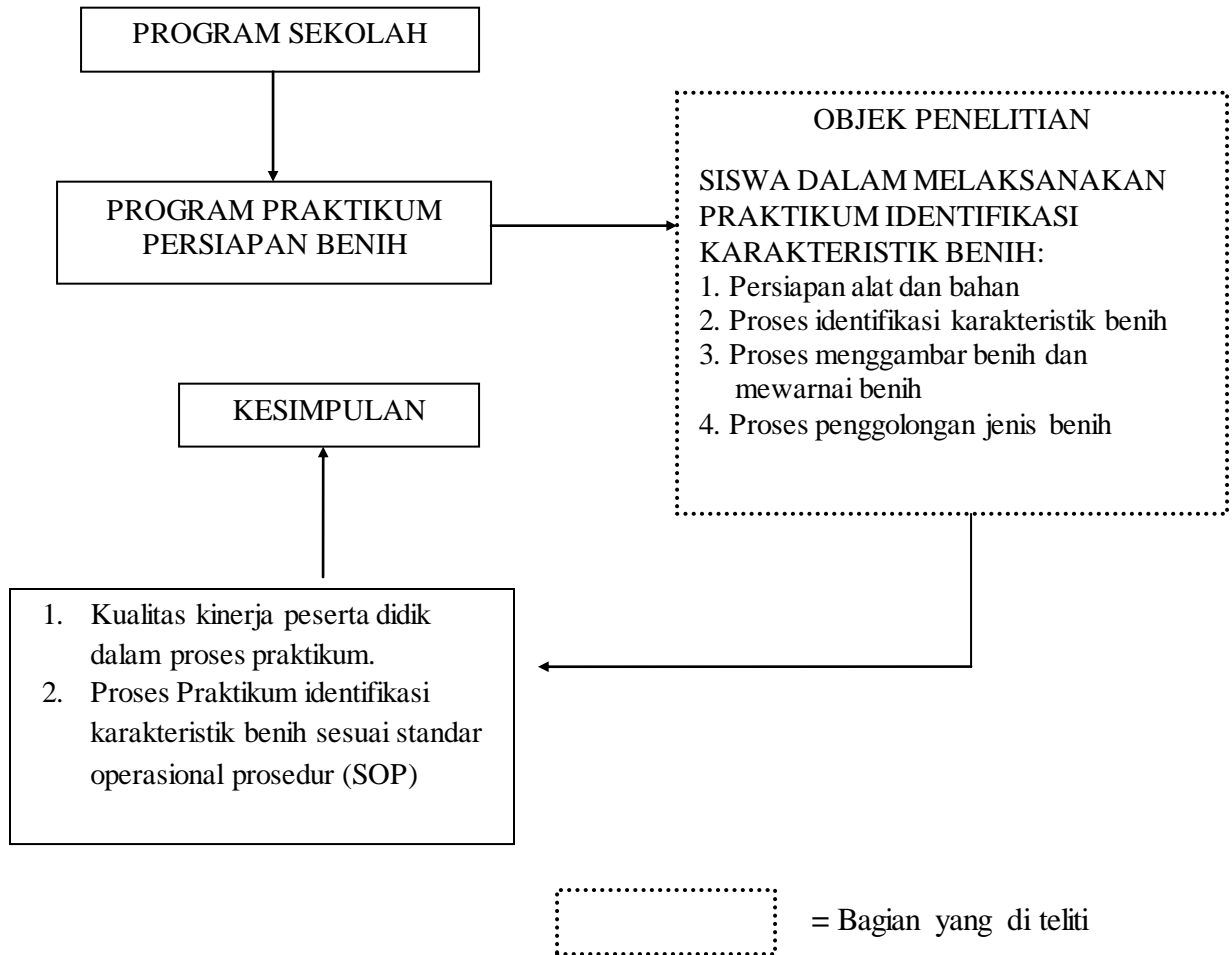 PROGRAM SEKOLAH
PROGRAM PRAKTIKUM
PERSIAPAN BENIH
OBJEK PENELITIAN
SISWA DALAM MELAKSANAKAN
PRAKTIKUM IDENTIFIKASI
KARAKTERISTIK BENIH:
1. Persiapan alat dan bahan
2. Proses identifikasi karakteristik benih
3. Proses menggambar benih dan
mewarnai benih
4. Proses penggolongan jenis benih
KESIMPULAN
1. Kualitas kinerja peserta didik
dalam proses praktikum.
2. Proses Praktikum identifikasi
karakteristik benih sesuai standar
operasional prosedur (SOP)
= Bagian yang di teliti